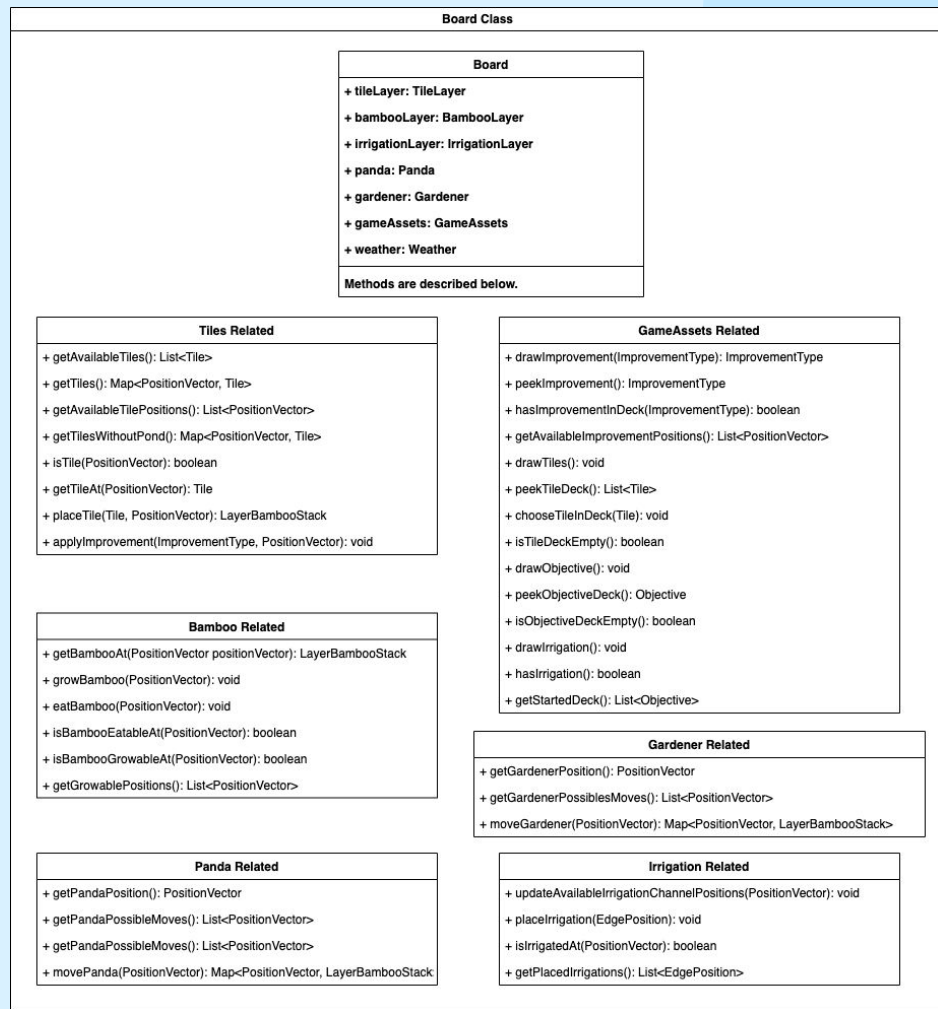 Board Class
Board
+ tileLayer: TileLayer
+ bambooLayer: BambooLayer
+ irrigationLayer: IrrigationLayer
+ panda: Panda
+ gardener: Gardener
+ gameAssets: GameAssets
+ weather: Weather
Methods are described below.
Tiles Related
+ getAvailableTiles(): List<Tile>
+ getTiles(): Map<PositionVector, Tile>
+ getAvailableTilePositions(): List<PositionVector>
+ getTilesWithoutPond(): Map<PositionVector, Tile>
+ isTile(PositionVector): boolean
+ getTileAt(PositionVector): Tile
+ placeTile(Tile, PositionVector): LayerBambooStack
+ applyImprovement(ImprovementType, PositionVector): void
GameAssets Related
+ drawImprovement(ImprovementType): ImprovementType
+ peekImprovement(): ImprovementType
+ hasImprovementInDeck(ImprovementType): boolean
+ getAvailableImprovementPositions(): List<PositionVector>
+ drawTiles(): void
+ peekTileDeck(): List<Tile>
+ chooseTileInDeck(Tile): void
+ isTileDeckEmpty(): boolean
+ drawObjective(): void
+ peekObjectiveDeck(): Objective
+ isObjectiveDeckEmpty(): boolean
+ drawIrrigation(): void
+ hasIrrigation(): boolean
+ getStartedDeck(): List<Objective>
Bamboo Related
+ getBambooAt(PositionVector positionVector): LayerBambooStack
+ growBamboo(PositionVector): void
+ eatBamboo(PositionVector): void
+ isBambooEatableAt(PositionVector): boolean
+ isBambooGrowableAt(PositionVector): boolean
+ getGrowablePositions(): List<PositionVector>
Gardener Related
+ getGardenerPosition(): PositionVector
+ getGardenerPossiblesMoves(): List<PositionVector>
+ moveGardener(PositionVector): Map<PositionVector, LayerBambooStack>
Panda Related
+ getPandaPosition(): PositionVector
+ getPandaPossibleMoves(): List<PositionVector>
+ getPandaPossibleMoves(): List<PositionVector>
+ movePanda(PositionVector): Map<PositionVector, LayerBambooStack
Irrigation Related
+ updateAvailableIrrigationChannelPositions(PositionVector): void
+ placeIrrigation(EdgePosition): void
+ isIrrigatedAt(PositionVector): boolean
+ getPlacedIrrigations(): List<EdgePosition>